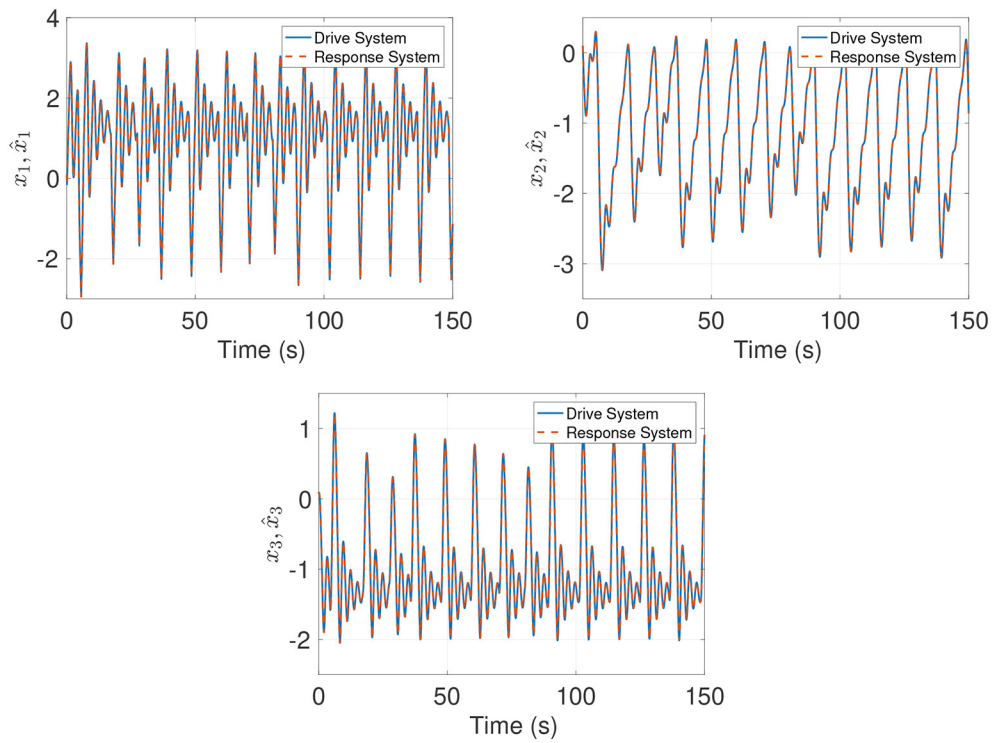 4
2
0
-2
x₁, x̂₁
Drive System
Response System
0 50 100 150
Time (s)
0
-1
-2
-3
x₂, x̂₂
Drive System
Response System
0 50 100 150
Time (s)
1
0
-1
-2
x₃, x̂₃
Drive System
Response System
0 50 100 150
Time (s)